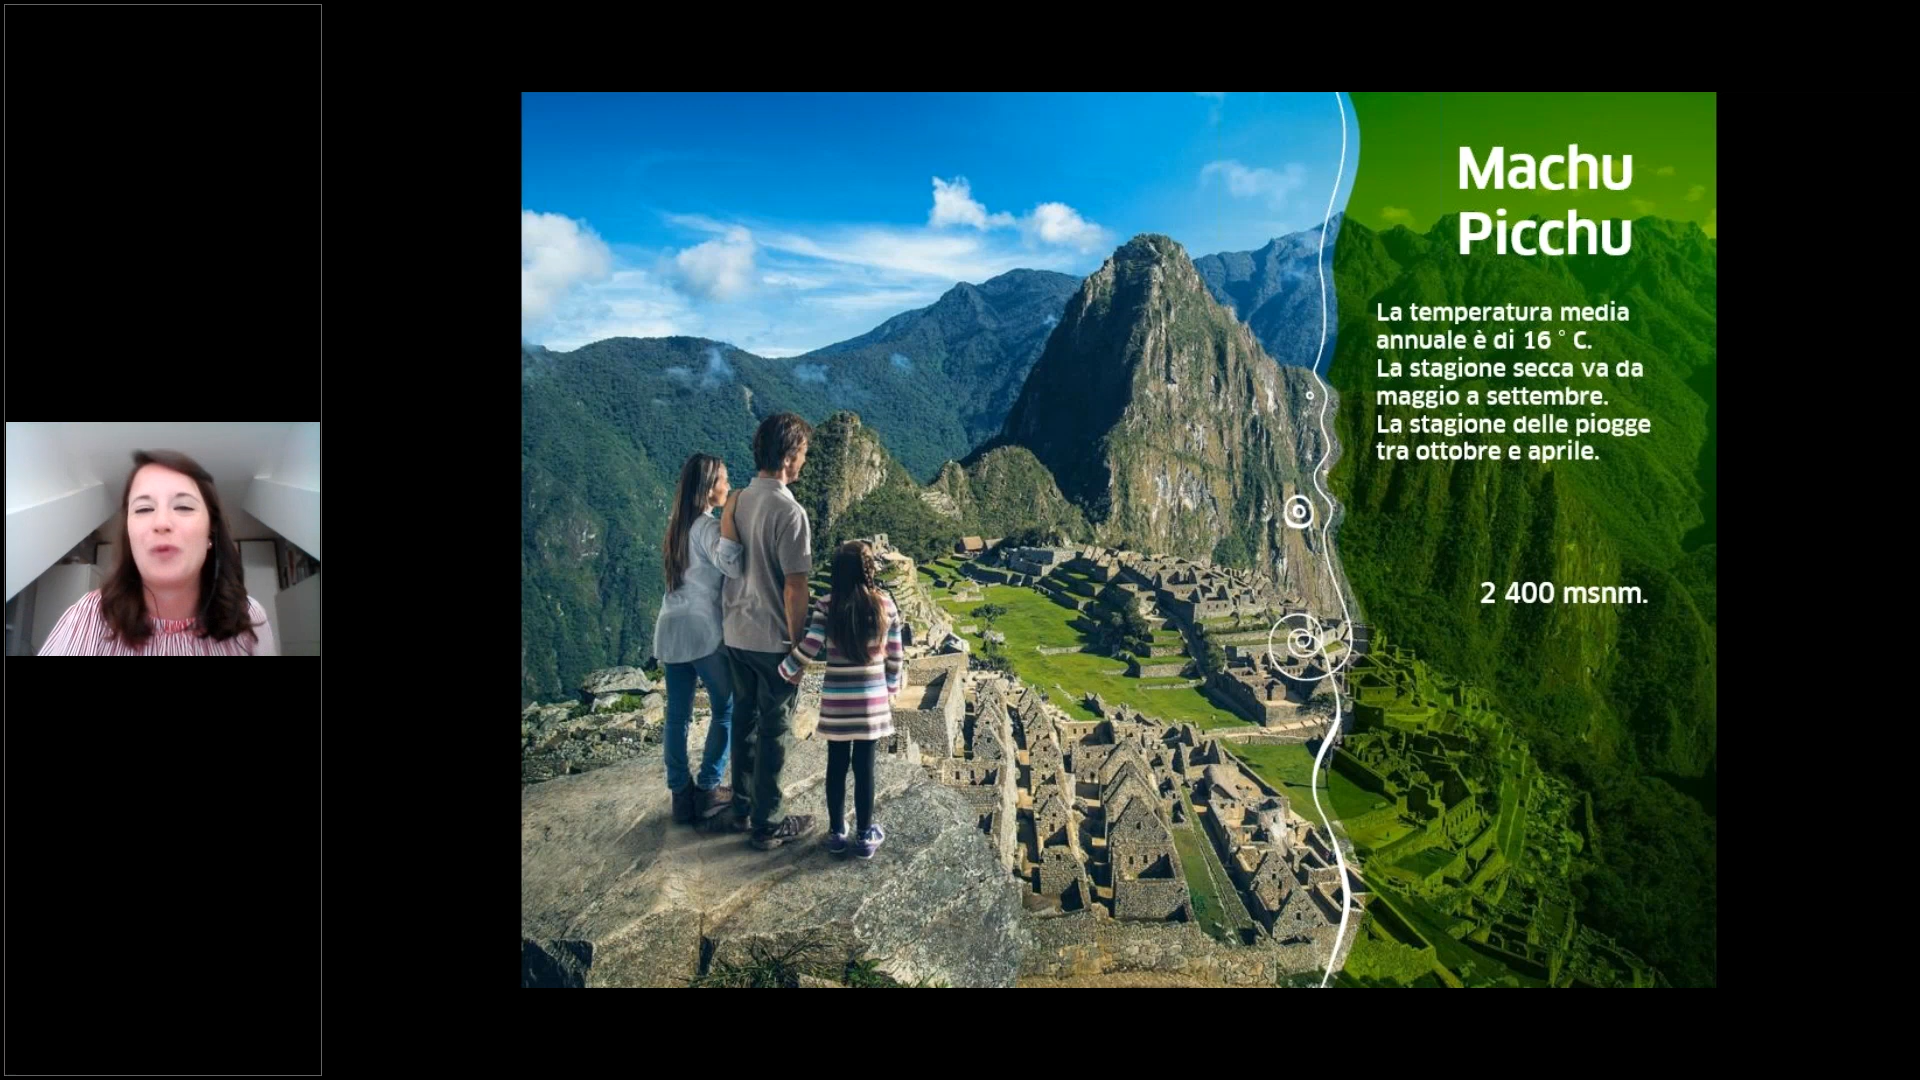 Machu
Picchu
La temperatura media
annuale è di 16 ° C.
La stagione secca va da
maggio a settembre.
La stagione delle piogge
tra ottobre e aprile.
2 400 msnm.